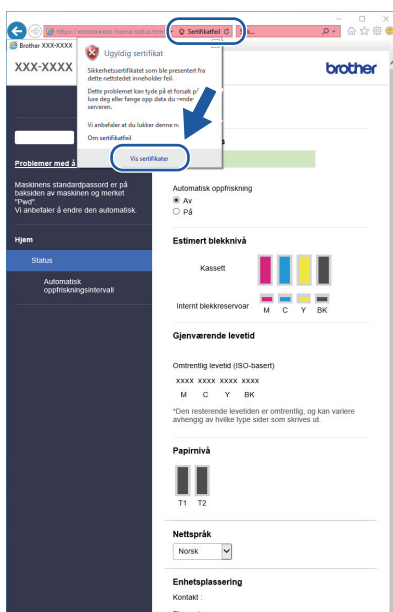 https://xxxxxxxxxx/home/status.html
Sertifikatfeil
Brother XXX-XXXX
XXX-XXXX
brother
Ugyldig sertifikat
Sikkerhetssertifikatet som ble presentert fra
dette nettstedet inneholder feil.
Dette problemet kan tyde på et forsøk på
lure deg eller fange opp data du
serveren.
Vi anbefaler at du lukker denne
Om sertifikatfeil
Vis sertifikater
Problemer med å
Maskinens standardpassord er på
baksiden av maskinen og merket
"Pwd".
Vi anbefaler å endre den automatisk.
Hjem
Status
Automatisk
oppfriskningsintervall
Automatisk oppfriskning
Av
På
Estimert blekknivå
Kassett
Internt blekkreservoar
M C Y BK
Gjenværende levetid
Omtrentlig levetid (ISO-basert)
xxxx xxxx xxxx xxxx
M C Y BK
*Den resterende levetiden er omtrentlig, og kan variere
avhengig av hvilke type sider som skrives ut.
Papirnivå
T1 T2
Nettspråk
Norsk
Enhetsplassering
Kontakt :